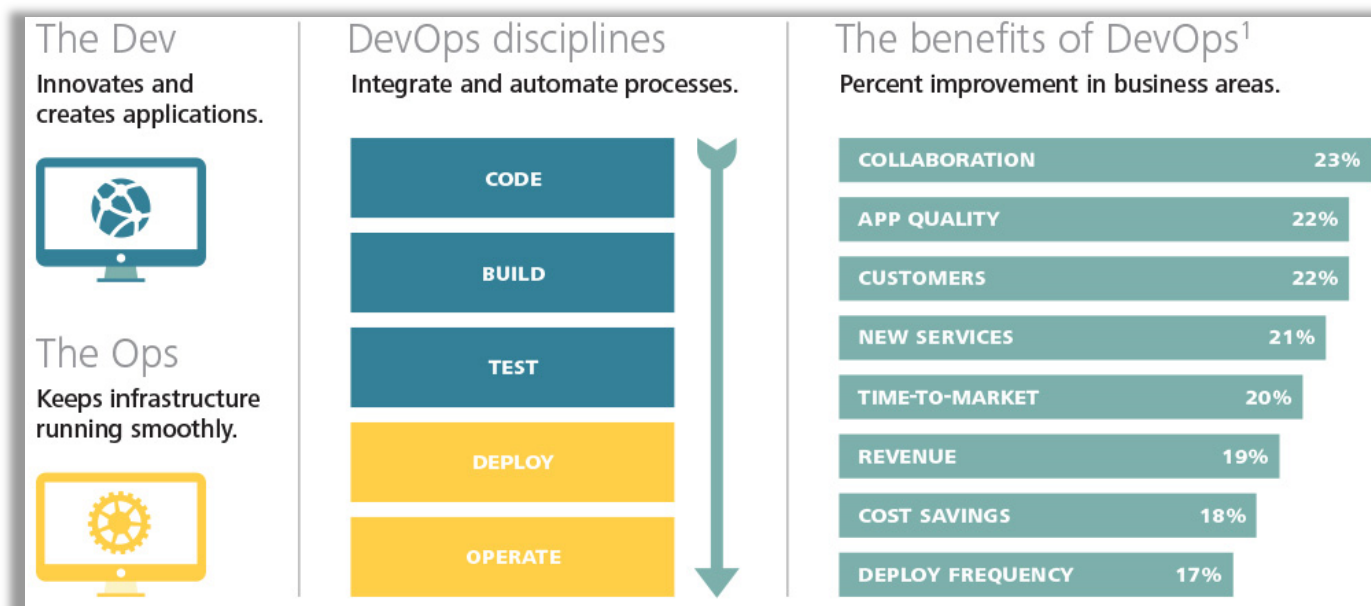 The Dev
Innovates and
creates applications.
The Ops
Keeps infrastructure
running smoothly.
DevOps disciplines
Integrate and automate processes.
CODE
BUILD
TEST
DEPLOY
OPERATE
The benefits of DevOps¹
Percent improvement in business areas.
COLLABORATION 23%
APP QUALITY 22%
CUSTOMERS 22%
NEW SERVICES 21%
TIME-TO-MARKET 20%
REVENUE 19%
COST SAVINGS 18%
DEPLOY FREQUENCY 17%